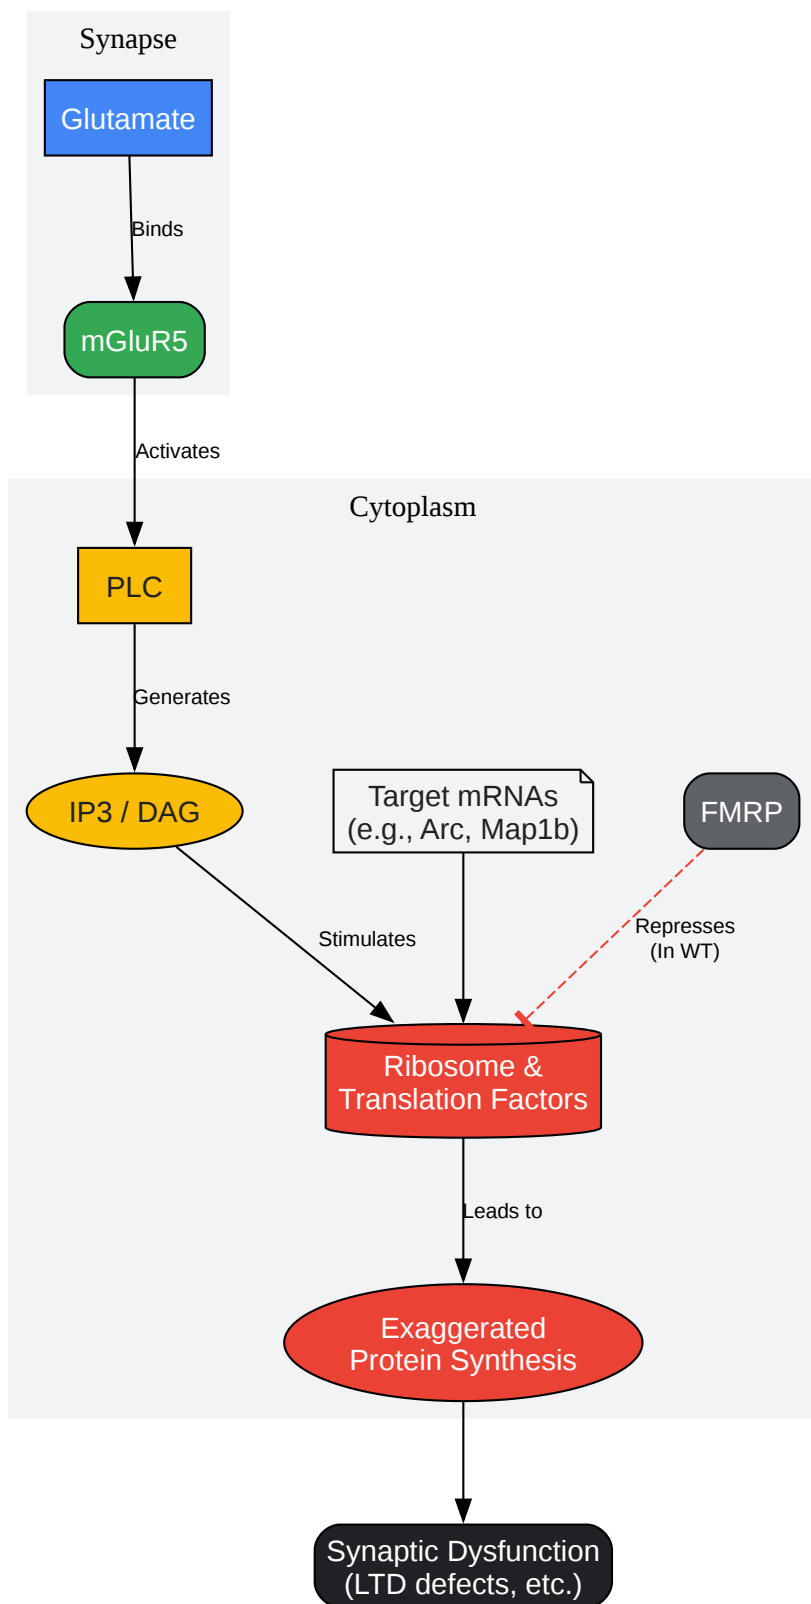 Synapse
Glutamate
Binds
mGluR5
Activates
Cytoplasm
PLC
Generates
IP3 / DAG
Target mRNAs
(e.g., Arc, Map1b)
FMRP
Stimulates
Represses
(In WT)
Ribosome &
Translation Factors
Leads to
Exaggerated
Protein Synthesis
Synaptic Dysfunction
(LTD defects, etc.)